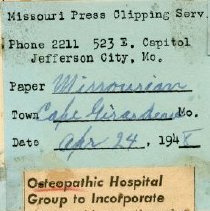 Missouri Press Clipping Serv.
Phone 2211 523 E. Capitol
Jefferson City, Mo.
Paper Missourian
Town Cape Girardeau Mo.
Date Apr 24, 1948
Osteopathic Hospital
Group to Incorporate